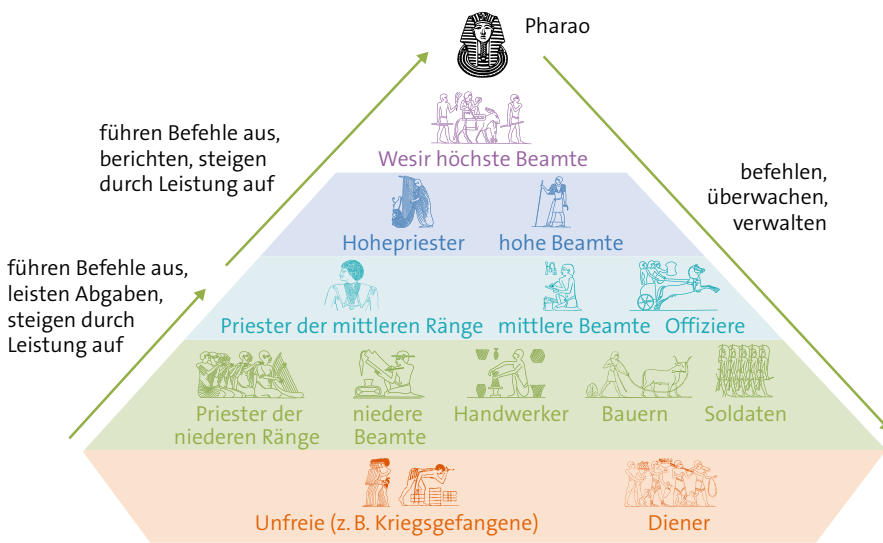 Pharao
führen Befehle aus,
berichten, steigen
durch Leistung auf
Wesir höchste Beamte
befehlen,
überwachen,
verwalten
Hohepriester
hohe Beamte
führen Befehle aus,
leisten Abgaben,
steigen durch
Leistung auf
Priester der mittleren Ränge
mittlere Beamte
Offiziere
Priester der
niederen Ränge
niedere
Beamte
Handwerker
Bauern
Soldaten
Unfreie (z. B. Kriegsgefangene)
Diener